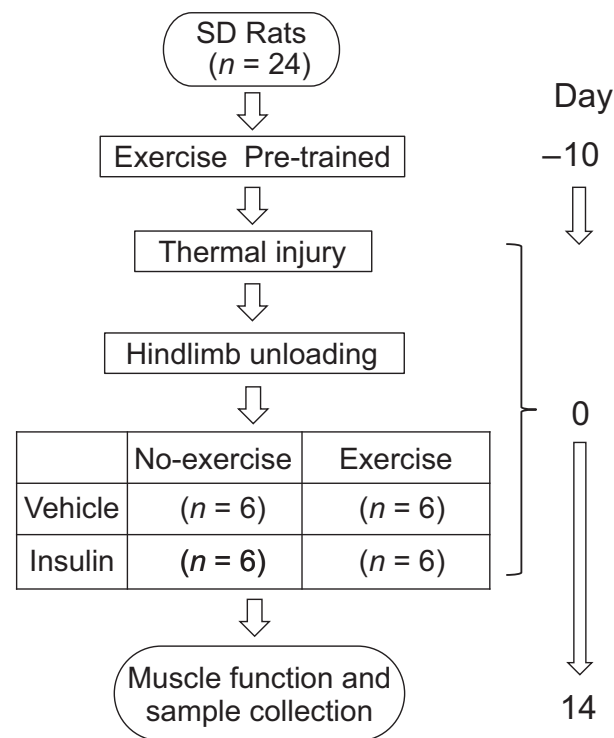 SD Rats
(n = 24)
Day
Exercise Pre-trained
–10
Thermal injury
Hindlimb unloading
0
No-exercise Exercise
Vehicle (n = 6) (n = 6)
Insulin (n = 6) (n = 6)
Muscle function and
sample collection
14